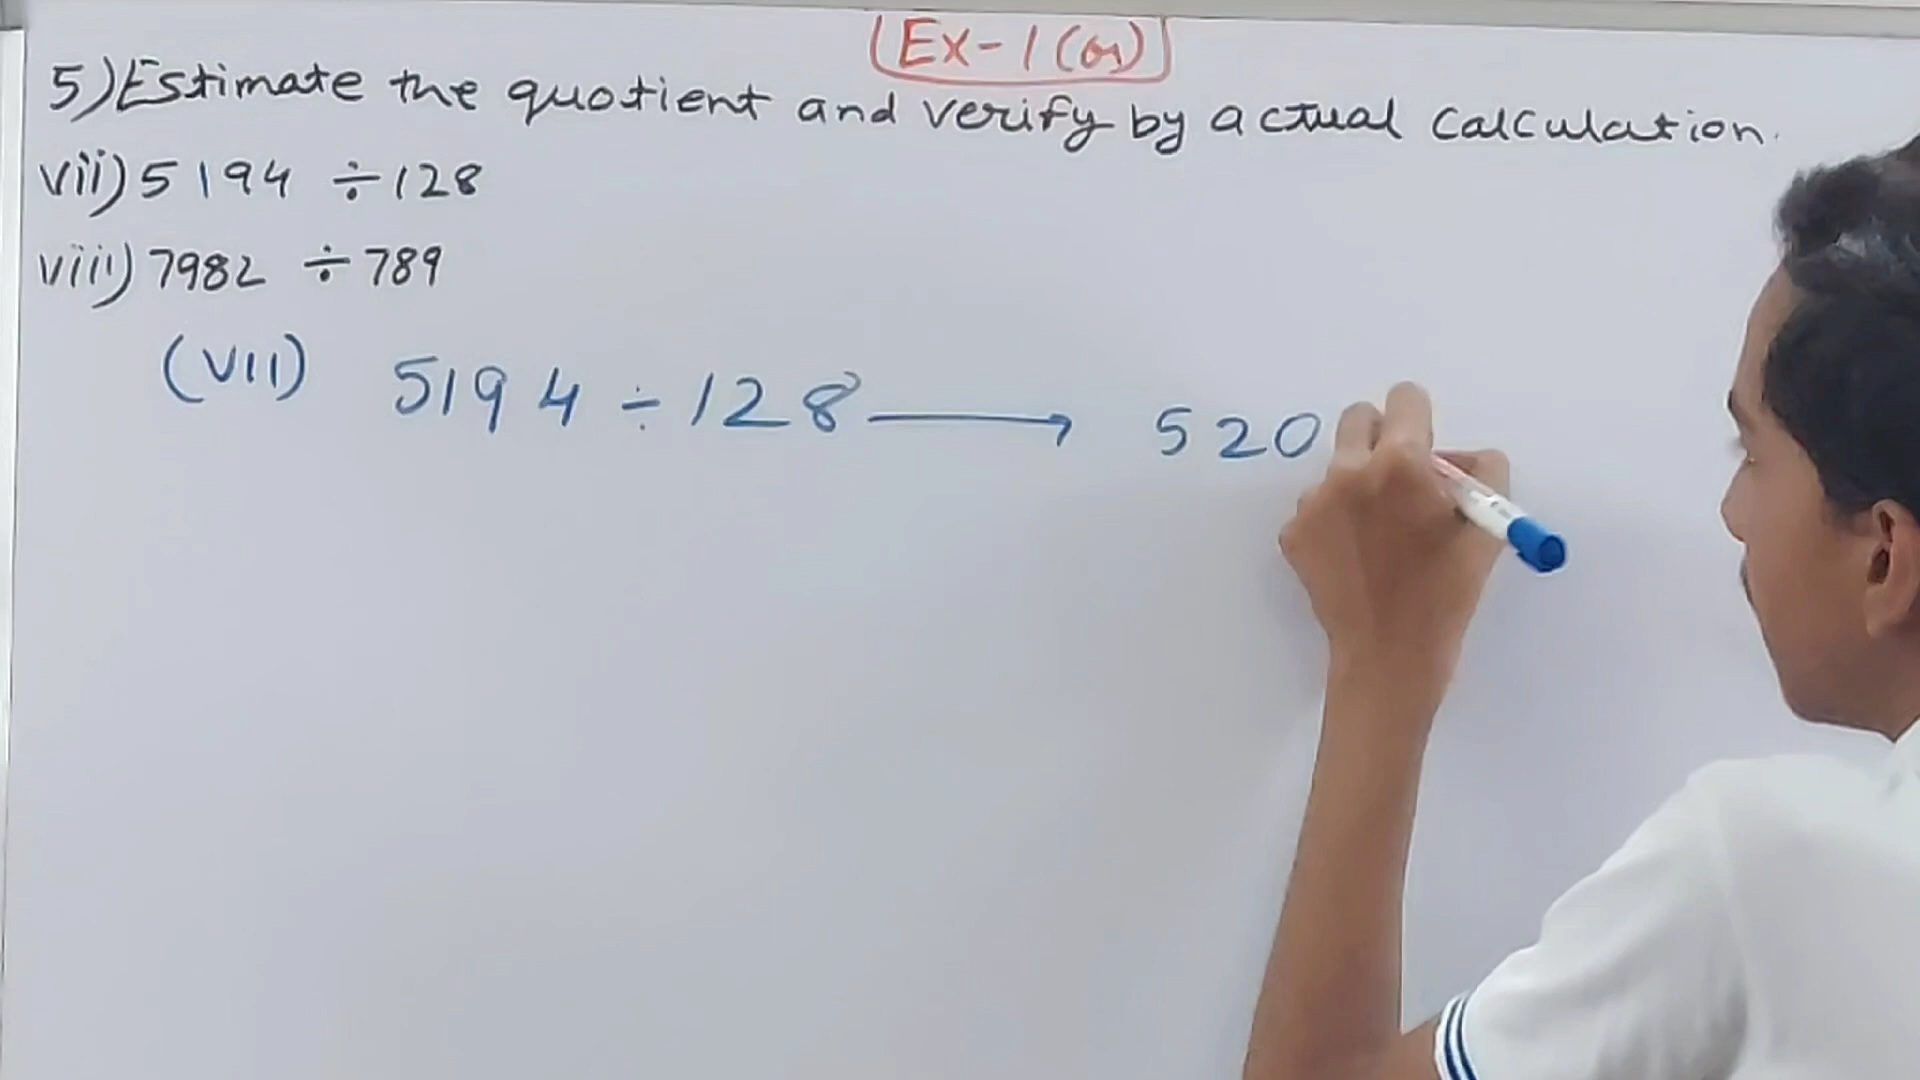 Ex-1(G)
5) Estimate the quotient and verify by actual calculation.
vii) 5194 ÷ 128
viii) 7982 ÷ 789
(VII) 5194 ÷ 128 → 520